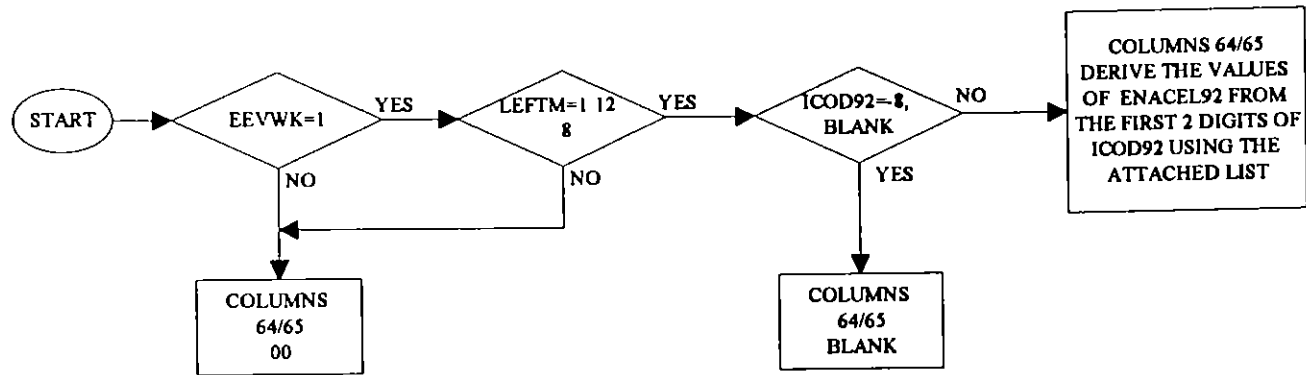 START
EEVWK=1
YES
NO
LEFTM=1 12
8
YES
NO
ICOD92=-8,
BLANK
NO
YES
COLUMNS 64/65
DERIVE THE VALUES
OF ENACEL92 FROM
THE FIRST 2 DIGITS OF
ICOD92 USING THE
ATTACHED LIST
COLUMNS
64/65
00
COLUMNS
64/65
BLANK